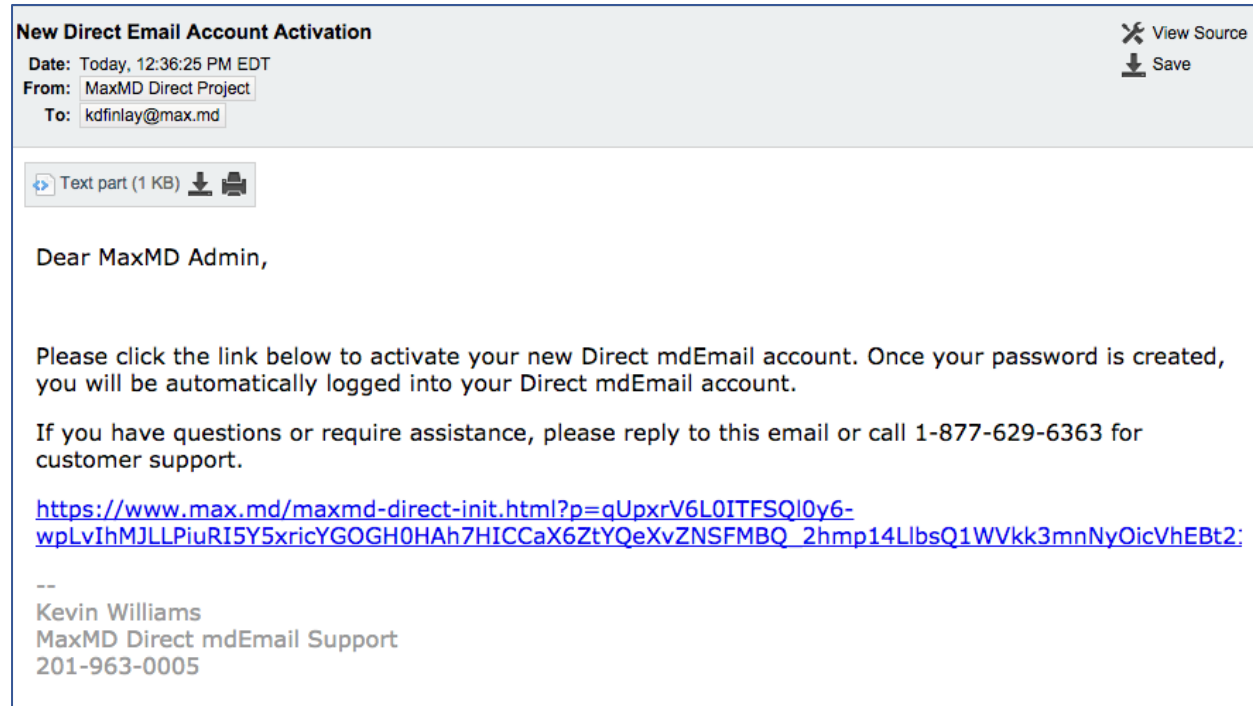 New Direct Email Account Activation
View Source
Date: Today, 12:36:25 PM EDT
Save
From: MaxMD Direct Project
To: kdfinlay@max.md
Text part (1 KB)
Dear MaxMD Admin,
Please click the link below to activate your new Direct mdEmail account. Once your password is created,
you will be automatically logged into your Direct mdEmail account.
If you have questions or require assistance, please reply to this email or call 1-877-629-6363 for
customer support.
https://www.max.md/maxmd-direct-init.html?p=qUpxrV6L0ITFSQl0y6-
wpLvIhMJLLPiuRI5Y5xricYGOGH0HAh7HICCaX6ZtYQeXvZNSFMBQ_2hmp14LlbsQ1WVkk3mnNyOicVhEBt21
--
Kevin Williams
MaxMD Direct mdEmail Support
201-963-0005